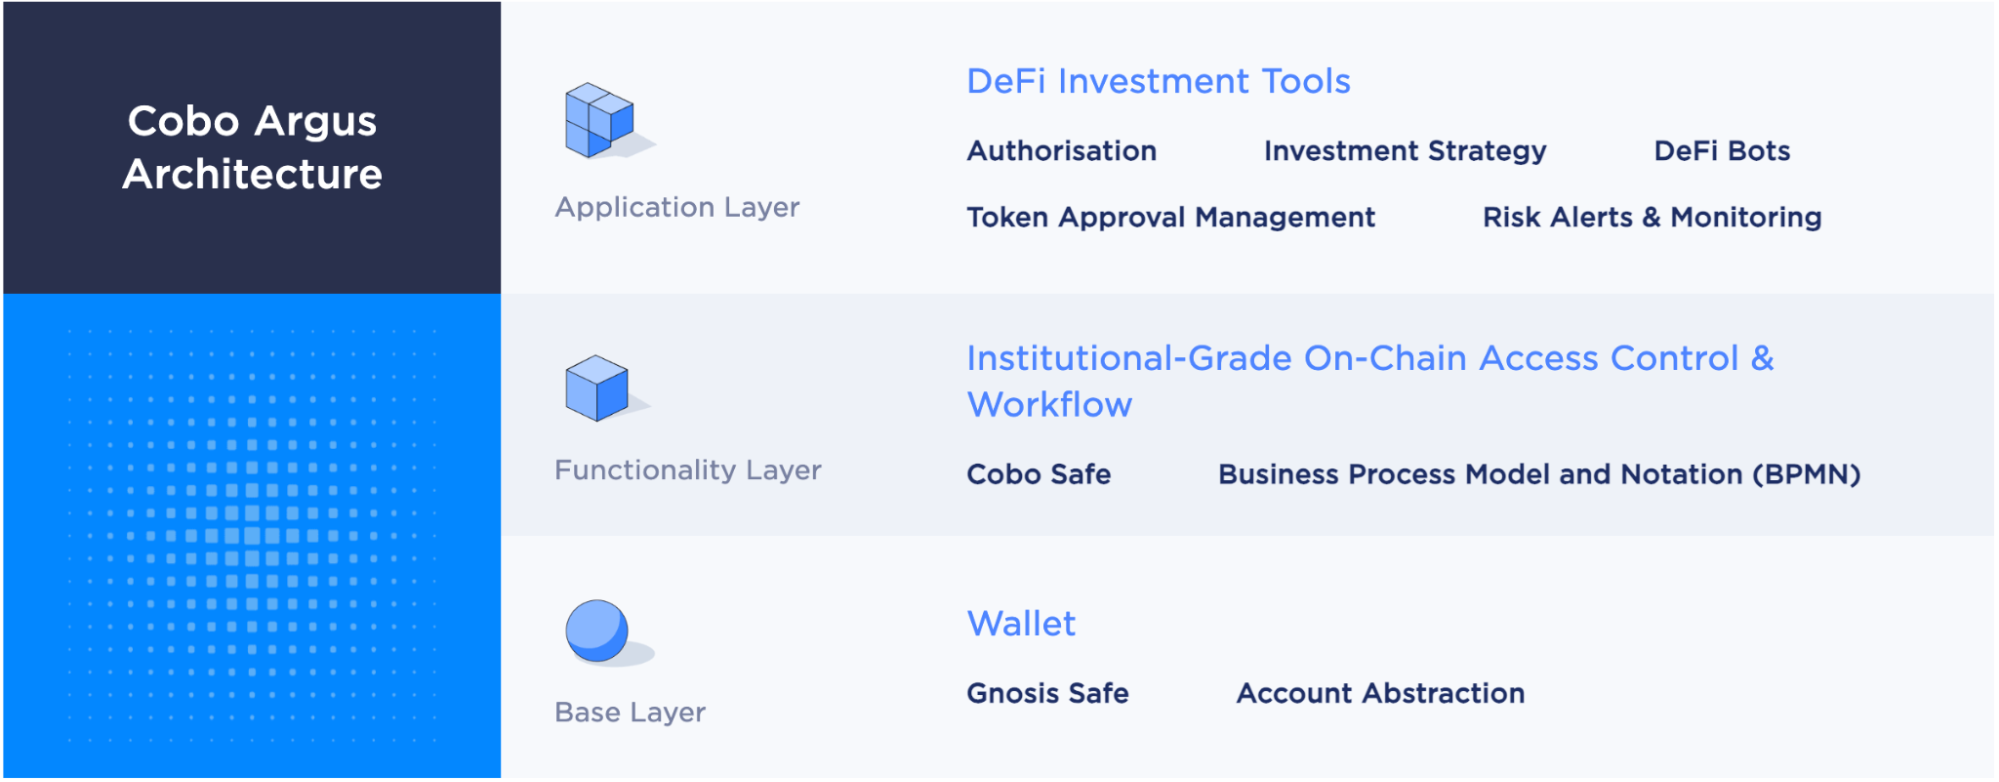 Cobo Argus
Architecture
Application Layer
DeFi Investment Tools
Authorisation Investment Strategy DeFi Bots
Token Approval Management Risk Alerts & Monitoring
Functionality Layer
Institutional-Grade On-Chain Access Control &
Workflow
Cobo Safe Business Process Model and Notation (BPMN)
Base Layer
Wallet
Gnosis Safe Account Abstraction